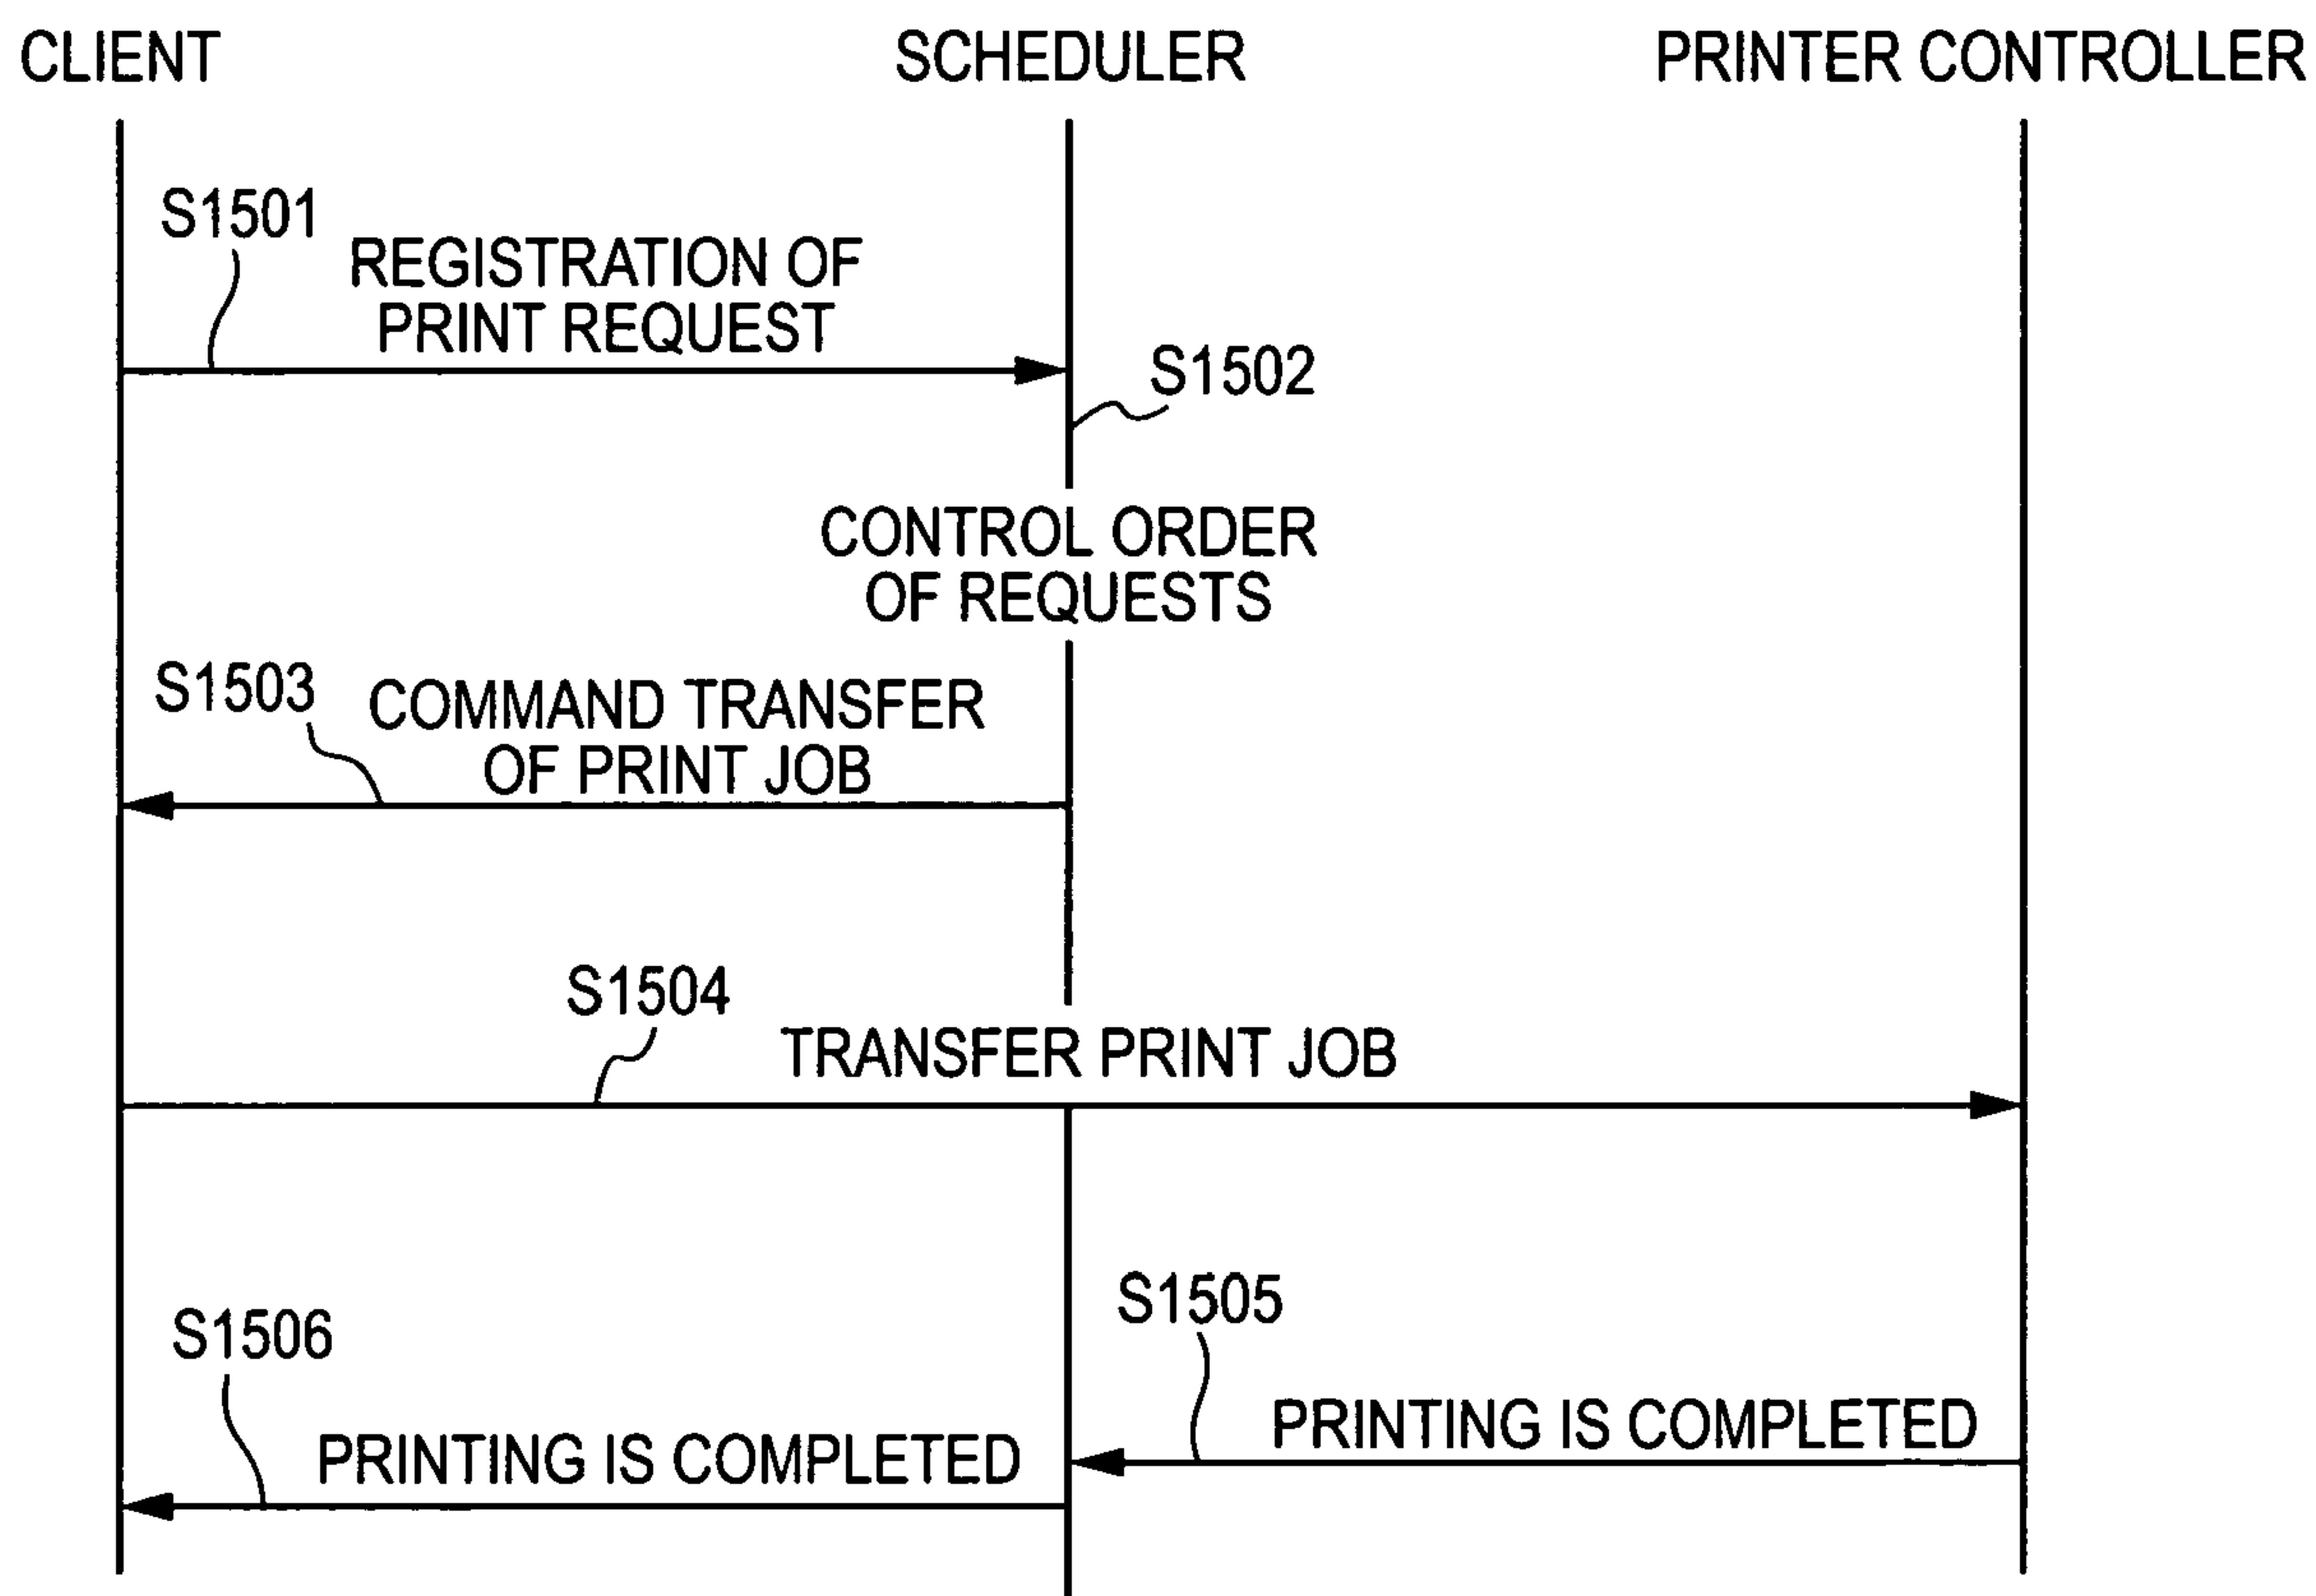 CLIENT
SCHEDULER
PRINTER CONTROLLER
S1501
REGISTRATION OF
PRINT REQUEST
S1502
CONTROL ORDER
OF REQUESTS
S1503
COMMAND TRANSFER
OF PRINT JOB
S1504
TRANSFER PRINT JOB
S1505
PRINTING IS COMPLETED
S1506
PRINTING IS COMPLETED